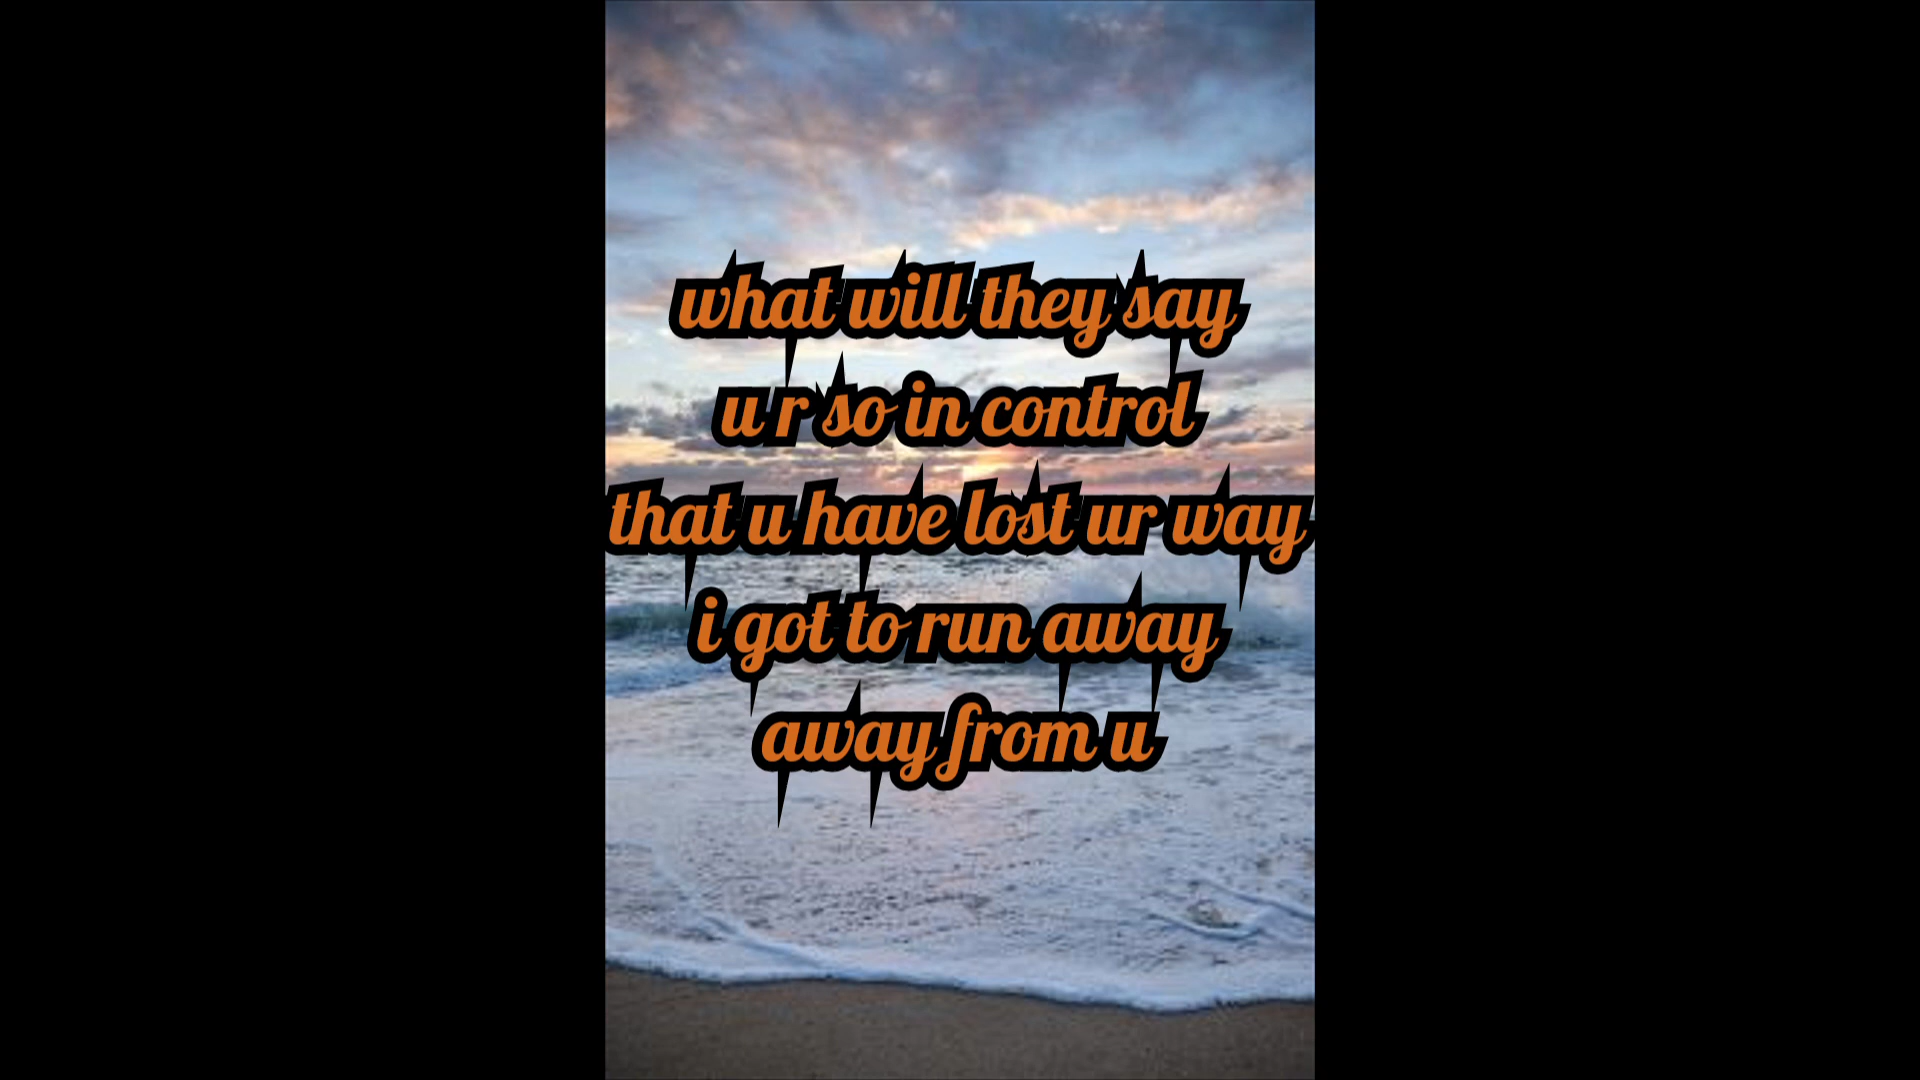 what will they say
u r so in control
that u have lost ur way
i got to run away
away from u